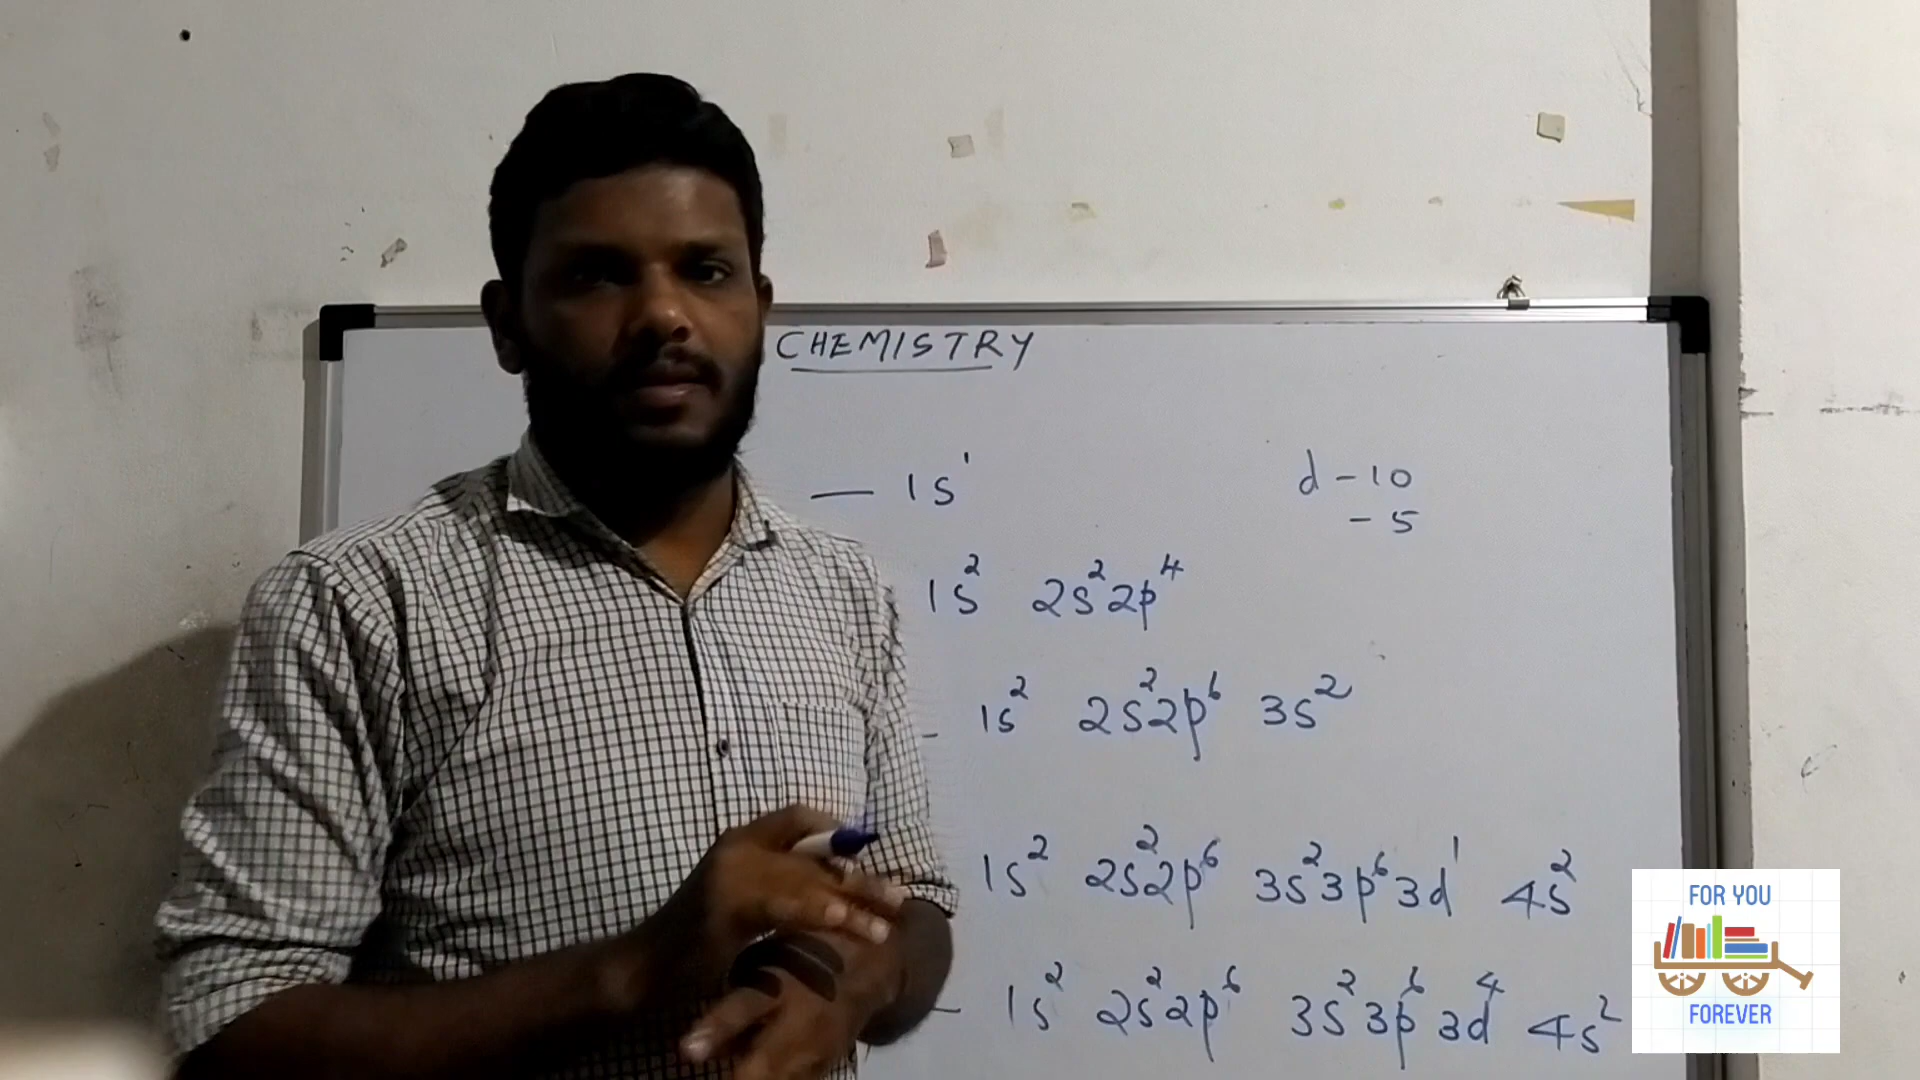 CHEMISTRY
— 1s¹
d - 10
- 5
1s² 2s²2p⁴
- 1s² 2s²2p⁶ 3s²
1s² 2s²2p⁶ 3s²3p⁶3d¹ 4s²
- 1s² 2s²2p⁶ 3s²3p⁶3d⁴ 4s²
FOR YOU
FOREVER